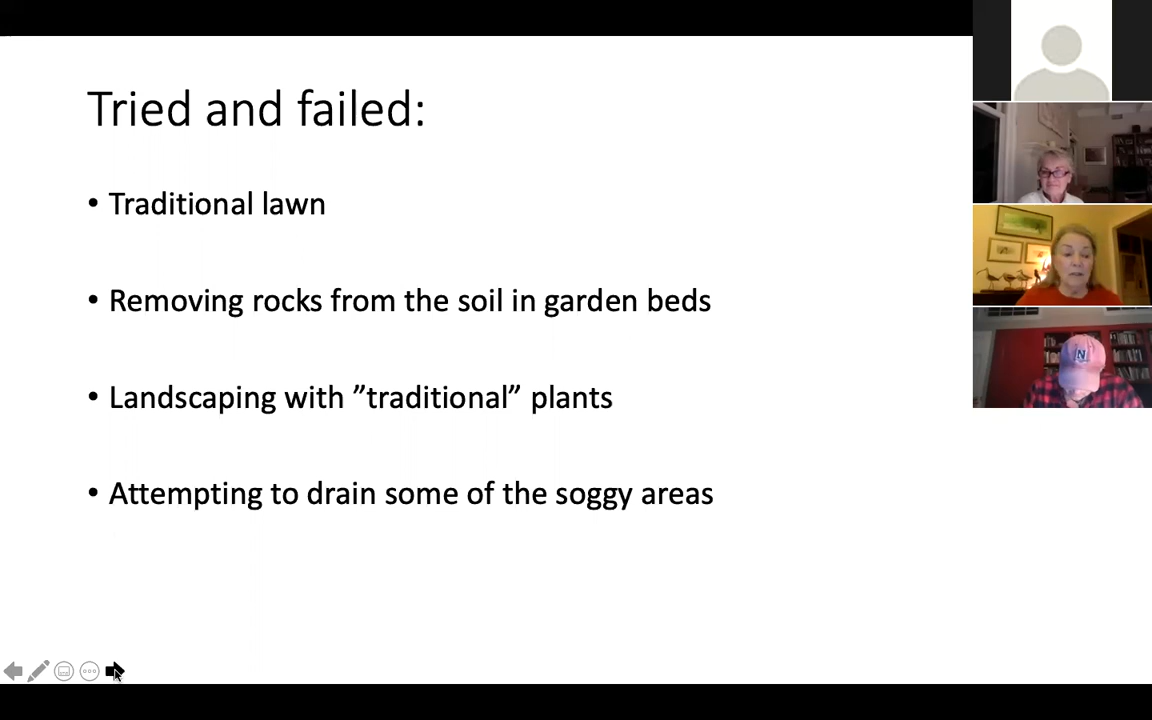 Tried and failed:
• Traditional lawn
• Removing rocks from the soil in garden beds
• Landscaping with ”traditional” plants
• Attempting to drain some of the soggy areas
N